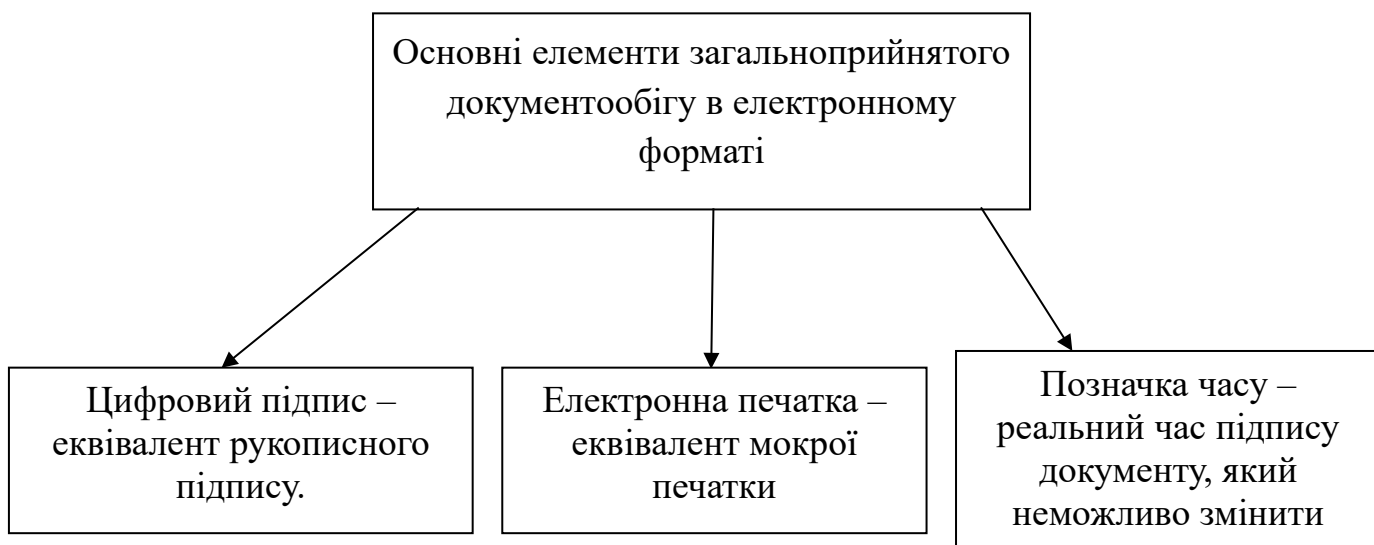 Основні елементи загальноприйнятого
документообігу в електронному
форматі
Цифровий підпис –
еквівалент рукописного
підпису.
Електронна печатка –
еквівалент мокрої
печатки
Позначка часу –
реальний час підпису
документу, який
неможливо змінити